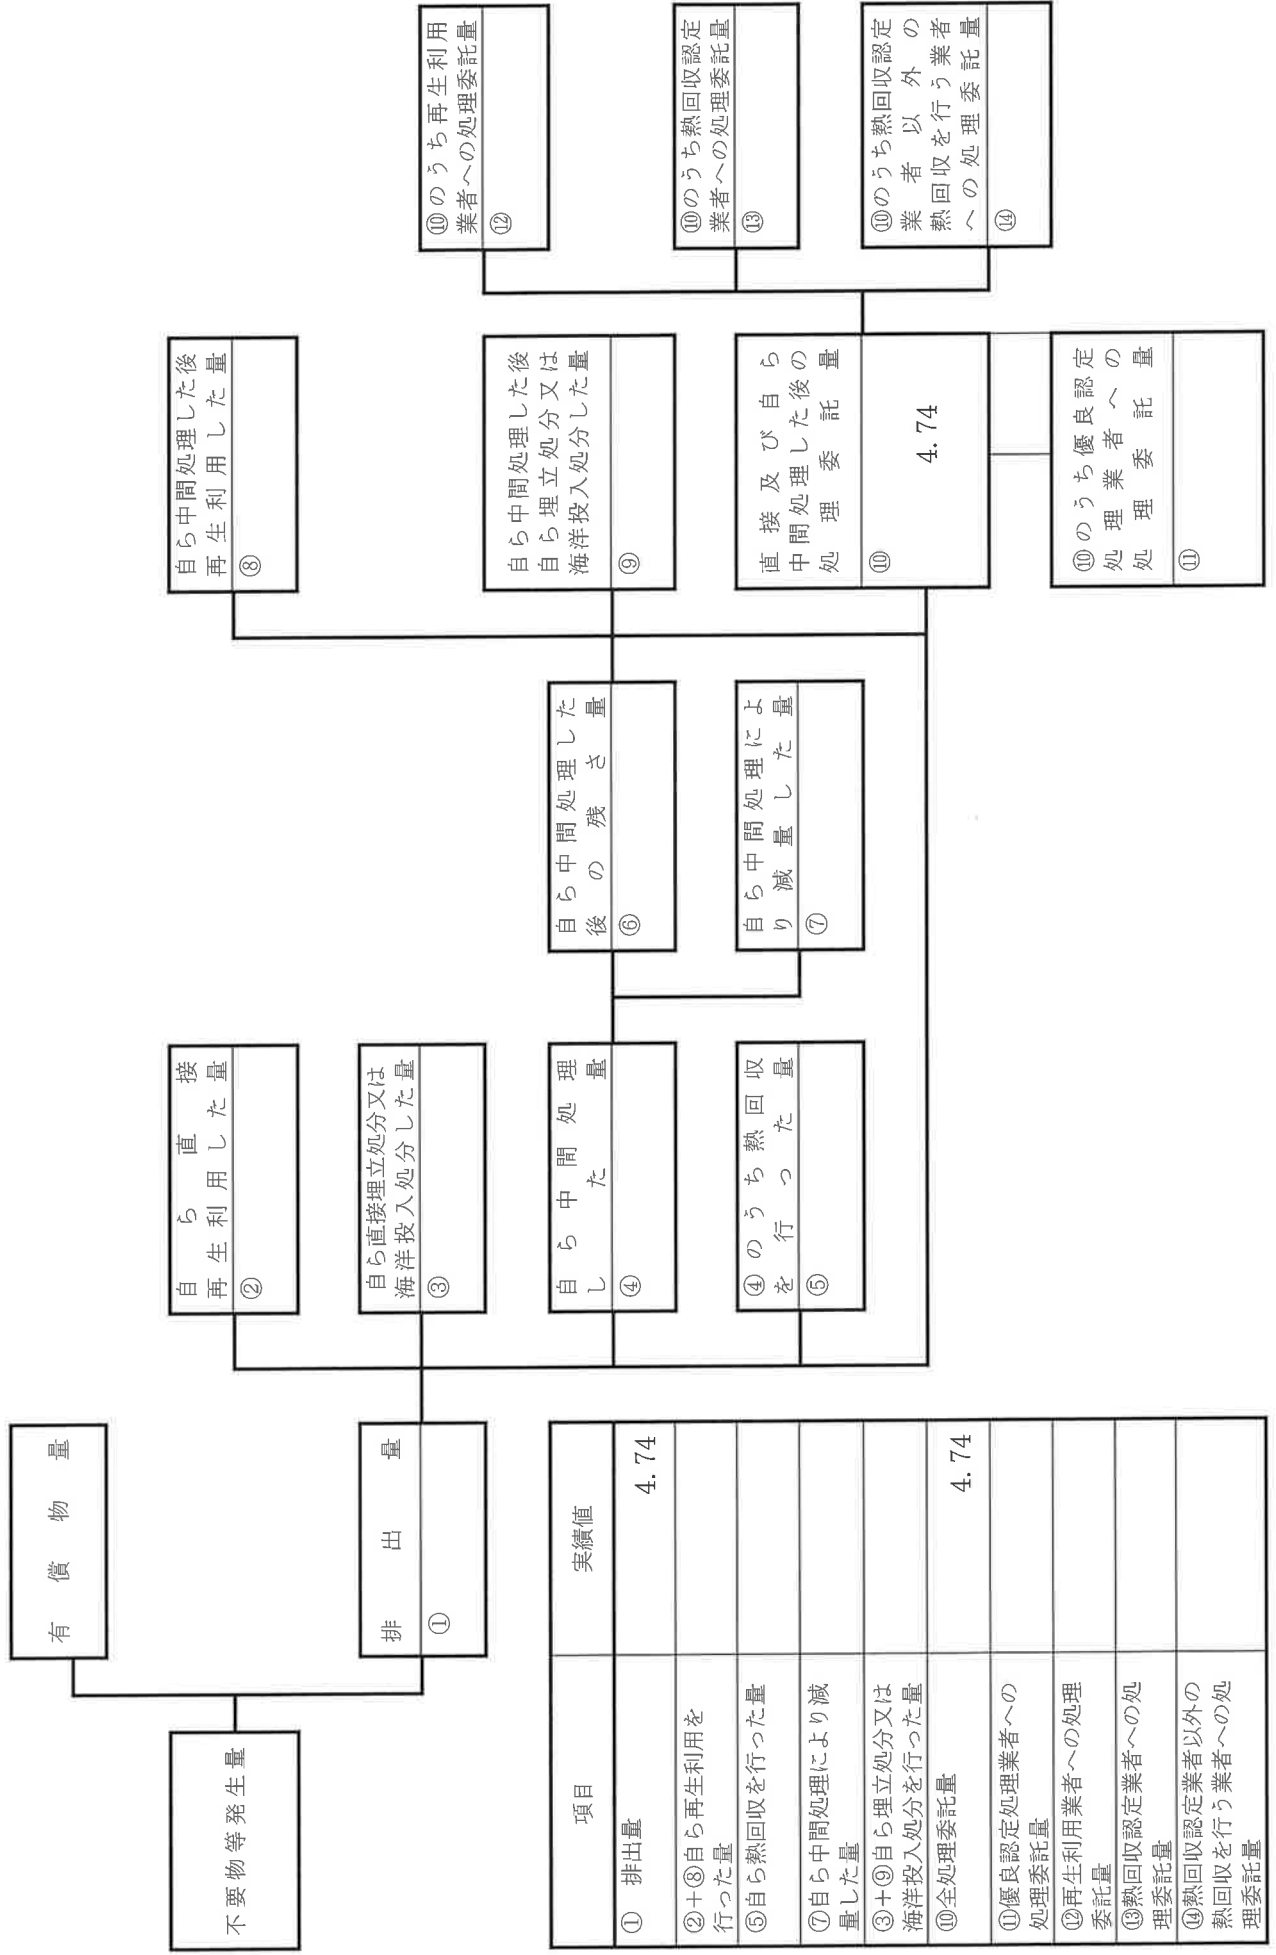 有償物量
不要物等発生量
排出量
①
自ら直接
再生利用した量
②
自ら直接埋立処分又は
海洋投入処分した量
③
自ら中間処理
した量
④
④のうち熱回収
を行った量
⑤
自ら中間処理した
後の残さ量
⑥
自ら中間処理によ
り減量した量
⑦
自ら中間処理した後
再生利用した量
⑧
自ら中間処理した後
自ら埋立処分又は
海洋投入処分した量
⑨
直接及び自ら
中間処理した後の
処理委託量
⑩
4.74
⑩のうち優良認定
処理業者への
処理委託量
⑪
⑩のうち再生利用
業者への処理委託量
⑫
⑩のうち熱回収認定
業者への処理委託量
⑬
⑩のうち熱回収認定
業者以外の
熱回収を行う業者
への処理委託量
⑭
項目 実績値
① 排出量 4.74
②+⑧自ら再生利用を
行った量
⑤自ら熱回収を行った量
⑦自ら中間処理により減
量した量
③+⑨自ら埋立処分又は
海洋投入処分を行った量
⑩全処理委託量 4.74
⑪優良認定処理業者への
処理委託量
⑫再生利用業者への処理
委託量
⑬熱回収認定業者への処
理委託量
⑭熱回収認定業者以外の
熱回収を行う業者への処
理委託量